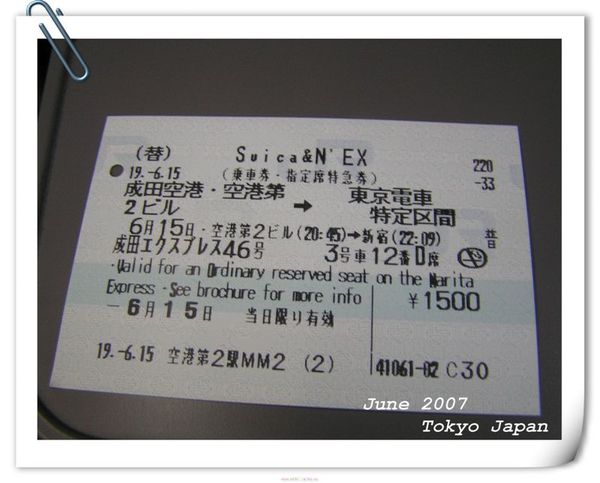 (替) Suica&N'EX 220
19.-6.15 (乗車券・指定席特急券) -33
成田空港・空港第2ビル → 東京電車特定区間
6月15日・空港第2ビル(20:45)→新宿(22:09) 普
成田エクスプレス46号 3号車12番D席
・Valid for an Ordinary reserved seat on the Narita
Express・See brochure for more info ¥1500
-6月15日 当日限り有効
19.-6.15 空港第2駅MM2 (2) 41061-02 C30
June 2007
Tokyo Japan